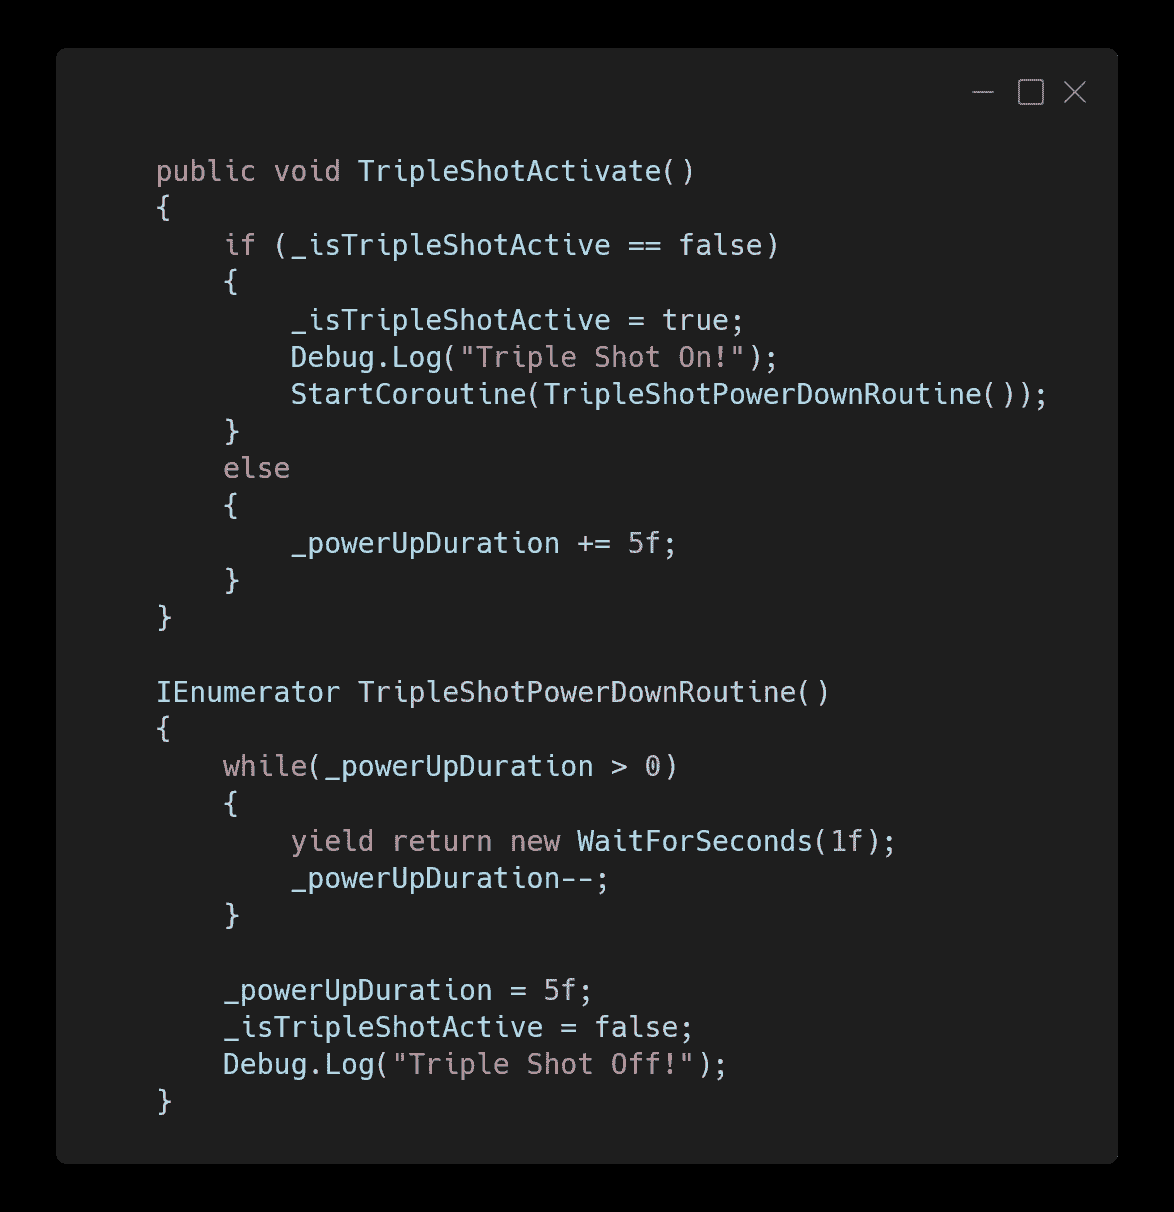 public void TripleShotActivate()
{
    if (_isTripleShotActive == false)
    {
        _isTripleShotActive = true;
        Debug.Log("Triple Shot On!");
        StartCoroutine(TripleShotPowerDownRoutine());
    }
    else
    {
        _powerUpDuration += 5f;
    }
}

IEnumerator TripleShotPowerDownRoutine()
{
    while(_powerUpDuration > 0)
    {
        yield return new WaitForSeconds(1f);
        _powerUpDuration--;
    }

    _powerUpDuration = 5f;
    _isTripleShotActive = false;
    Debug.Log("Triple Shot Off!");
}